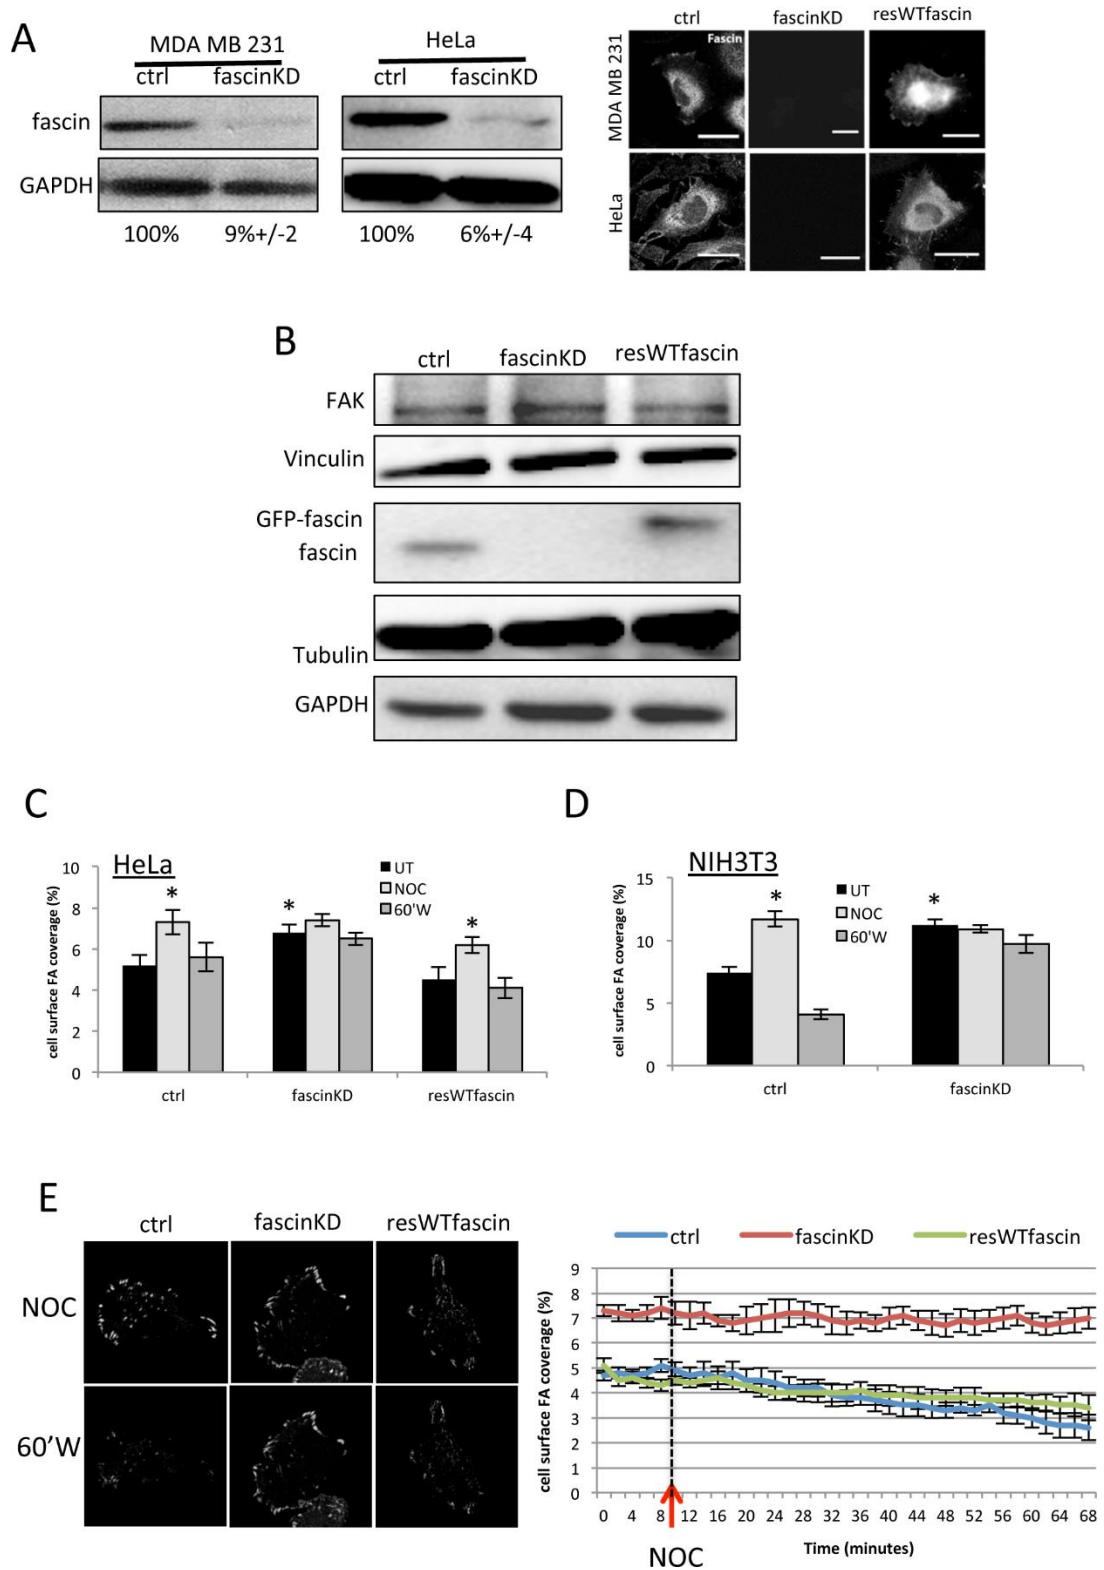 A
MDA MB 231
ctrl fascinKD
HeLa
ctrl fascinKD
fascin
GAPDH
100% 9%+/-2
100% 6%+/-4
ctrl fascinKD resWTfascin
MDA MB 231
Fascin
HeLa
B
ctrl fascinKD resWTfascin
FAK
Vinculin
GFP-fascin
fascin
Tubulin
GAPDH
C
HeLa
cell surface FA coverage (%)
10
8
6
4
2
0
* * *
UT
NOC
60'W
ctrl fascinKD resWTfascin
D
NIH3T3
cell surface FA coverage (%)
15
10
5
0
* *
UT
NOC
60'W
ctrl fascinKD
E
ctrl fascinKD resWTfascin
NOC
60'W
ctrl fascinKD resWTfascin
cell surface FA coverage (%)
9
8
7
6
5
4
3
2
1
0
0 4 8 12 16 20 24 28 32 36 40 44 48 52 56 60 64 68
NOC
Time (minutes)